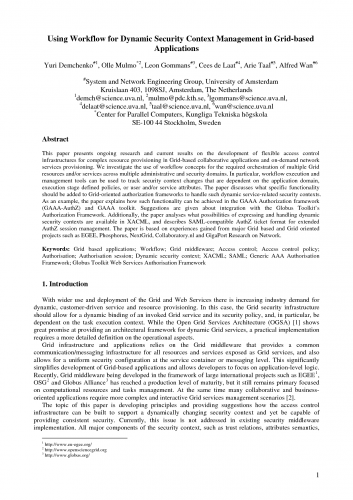 Using Workflow for Dynamic Security Context Management in Grid-based
Applications
Yuri Demchenko#1, Olle Mulmo*2, Leon Gommans#3, Cees de Laat#4, Arie Taal#5, Alfred Wan#6
#System and Network Engineering Group, University of Amsterdam
Kruislaan 403, 1098SJ, Amsterdam, The Netherlands
1demch@science.uva.nl, 2mulmo@pdc.kth.se, 3lgommans@science.uva.nl,
4delaat@science.uva.nl, 5taal@science.uva.nl, 6wan@science.uva.nl
*Center for Parallel Computers, Kungliga Tekniska högskola
SE-100 44 Stockholm, Sweden
Abstract
This paper presents ongoing research and current results on the development of flexible access control
infrastructures for complex resource provisioning in Grid-based collaborative applications and on-demand network
services provisioning. We investigate the use of workflow concepts for the required orchestration of multiple Grid
resources and/or services across multiple administrative and security domains. In particular, workflow execution and
management tools can be used to track security context changes that are dependent on the application domain,
execution stage defined policies, or user and/or service attributes. The paper discusses what specific functionality
should be added to Grid-oriented authorization frameworks to handle such dynamic service-related security contexts.
As an example, the paper explains how such functionality can be achieved in the GAAA Authorization framework
(GAAA-AuthZ) and GAAA toolkit. Suggestions are given about integration with the Globus Toolkit's
Authorization Framework. Additionally, the paper analyses what possibilities of expressing and handling dynamic
security contexts are available in XACML, and describes SAML-compatible AuthZ ticket format for extended
AuthZ session management. The paper is based on experiences gained from major Grid based and Grid oriented
projects such as EGEE, Phosphorus, NextGrid, Collaboratory.nl and GigaPort Research on Network.
Keywords: Grid based applications; Workflow; Grid middleware; Access control; Access control policy;
Authorisation; Authorisation session; Dynamic security context; XACML; SAML; Generic AAA Authorisation
Framework; Globus Toolkit Web Services Authorisation Framework
1. Introduction
With wider use and deployment of the Grid and Web Services there is increasing industry demand for
dynamic, customer-driven service and resource provisioning. In this case, the Grid security infrastructure
should allow for a dynamic binding of an invoked Grid service and its security policy, and, in particular, be
dependent on the task execution context. While the Open Grid Services Architecture (OGSA) [1] shows
great promise at providing an architectural framework for dynamic Grid services, a practical implementation
requires a more detailed definition on the operational aspects.
Grid infrastructure and applications relies on the Grid middleware that provides a common
communication/messaging infrastructure for all resources and services exposed as Grid services, and also
allows for a uniform security configuration at the service container or messaging level. This significantly
simplifies development of Grid-based applications and allows developers to focus on application-level logic.
Recently, Grid middleware being developed in the framework of large international projects such as EGEE1,
OSG2 and Globus Alliance3 has reached a production level of maturity, but it still remains primary focused
on computational resources and tasks management. At the same time many collaborative and business-
oriented applications require more complex and interactive Grid services management scenarios [2].
The topic of this paper is developing principles and providing suggestions how the access control
infrastructure can be built to support a dynamically changing security context and yet be capable of
providing consistent security. Currently, this issue is not addressed in existing security middleware
implementation. All major components of the security context, such as trust relations, attributes semantics,
1 http://www.eu-egee.org/
2 http://www.opensciencegrid.org
3 http://www.globus.org/
1